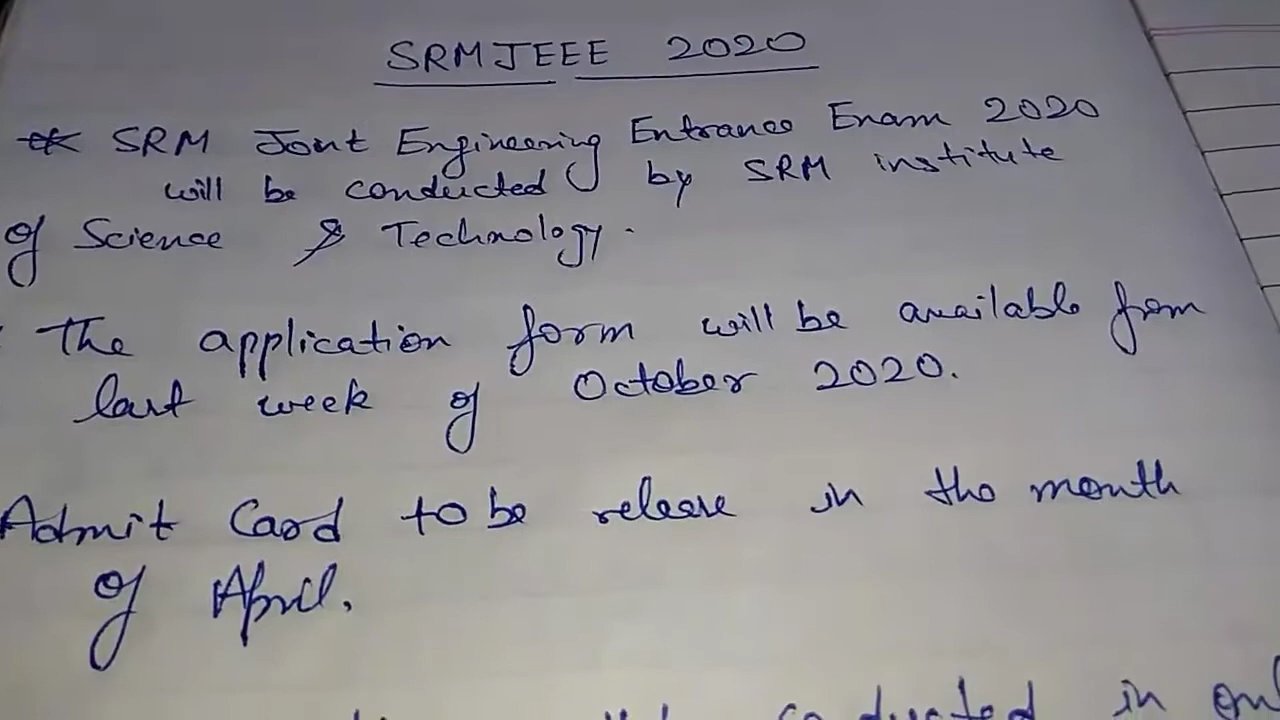 SRMJEEE 2020
* SRM Joint Engineering Entrance Exam 2020
will be conducted by SRM institute
of Science & Technology.
The application form will be available from
last week of October 2020.
Admit Card to be release in the month
of April.
conducted in